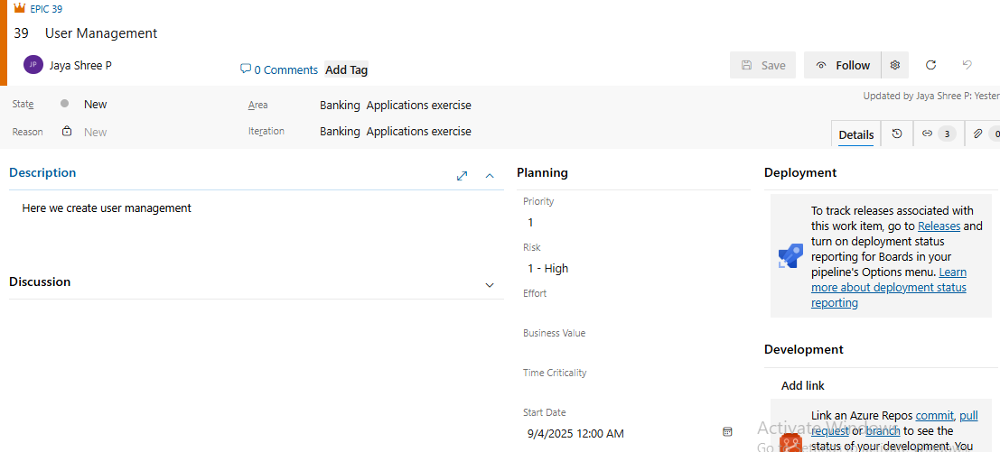 EPIC 39
39 User Management
JP Jaya Shree P
0 Comments Add Tag
Save Follow
Updated by Jaya Shree P: Yester
State New
Area Banking Applications exercise
Reason New
Iteration Banking Applications exercise
Details 3 0
Description
Here we create user management
Discussion
Planning
Priority
1
Risk
1 - High
Effort
Business Value
Time Criticality
Start Date
9/4/2025 12:00 AM
Deployment
To track releases associated with
this work item, go to Releases and
turn on deployment status
reporting for Boards in your
pipeline's Options menu. Learn
more about deployment status
reporting
Development
Add link
Link an Azure Repos commit, pull
request or branch to see the
status of your development. You
Activate Windows